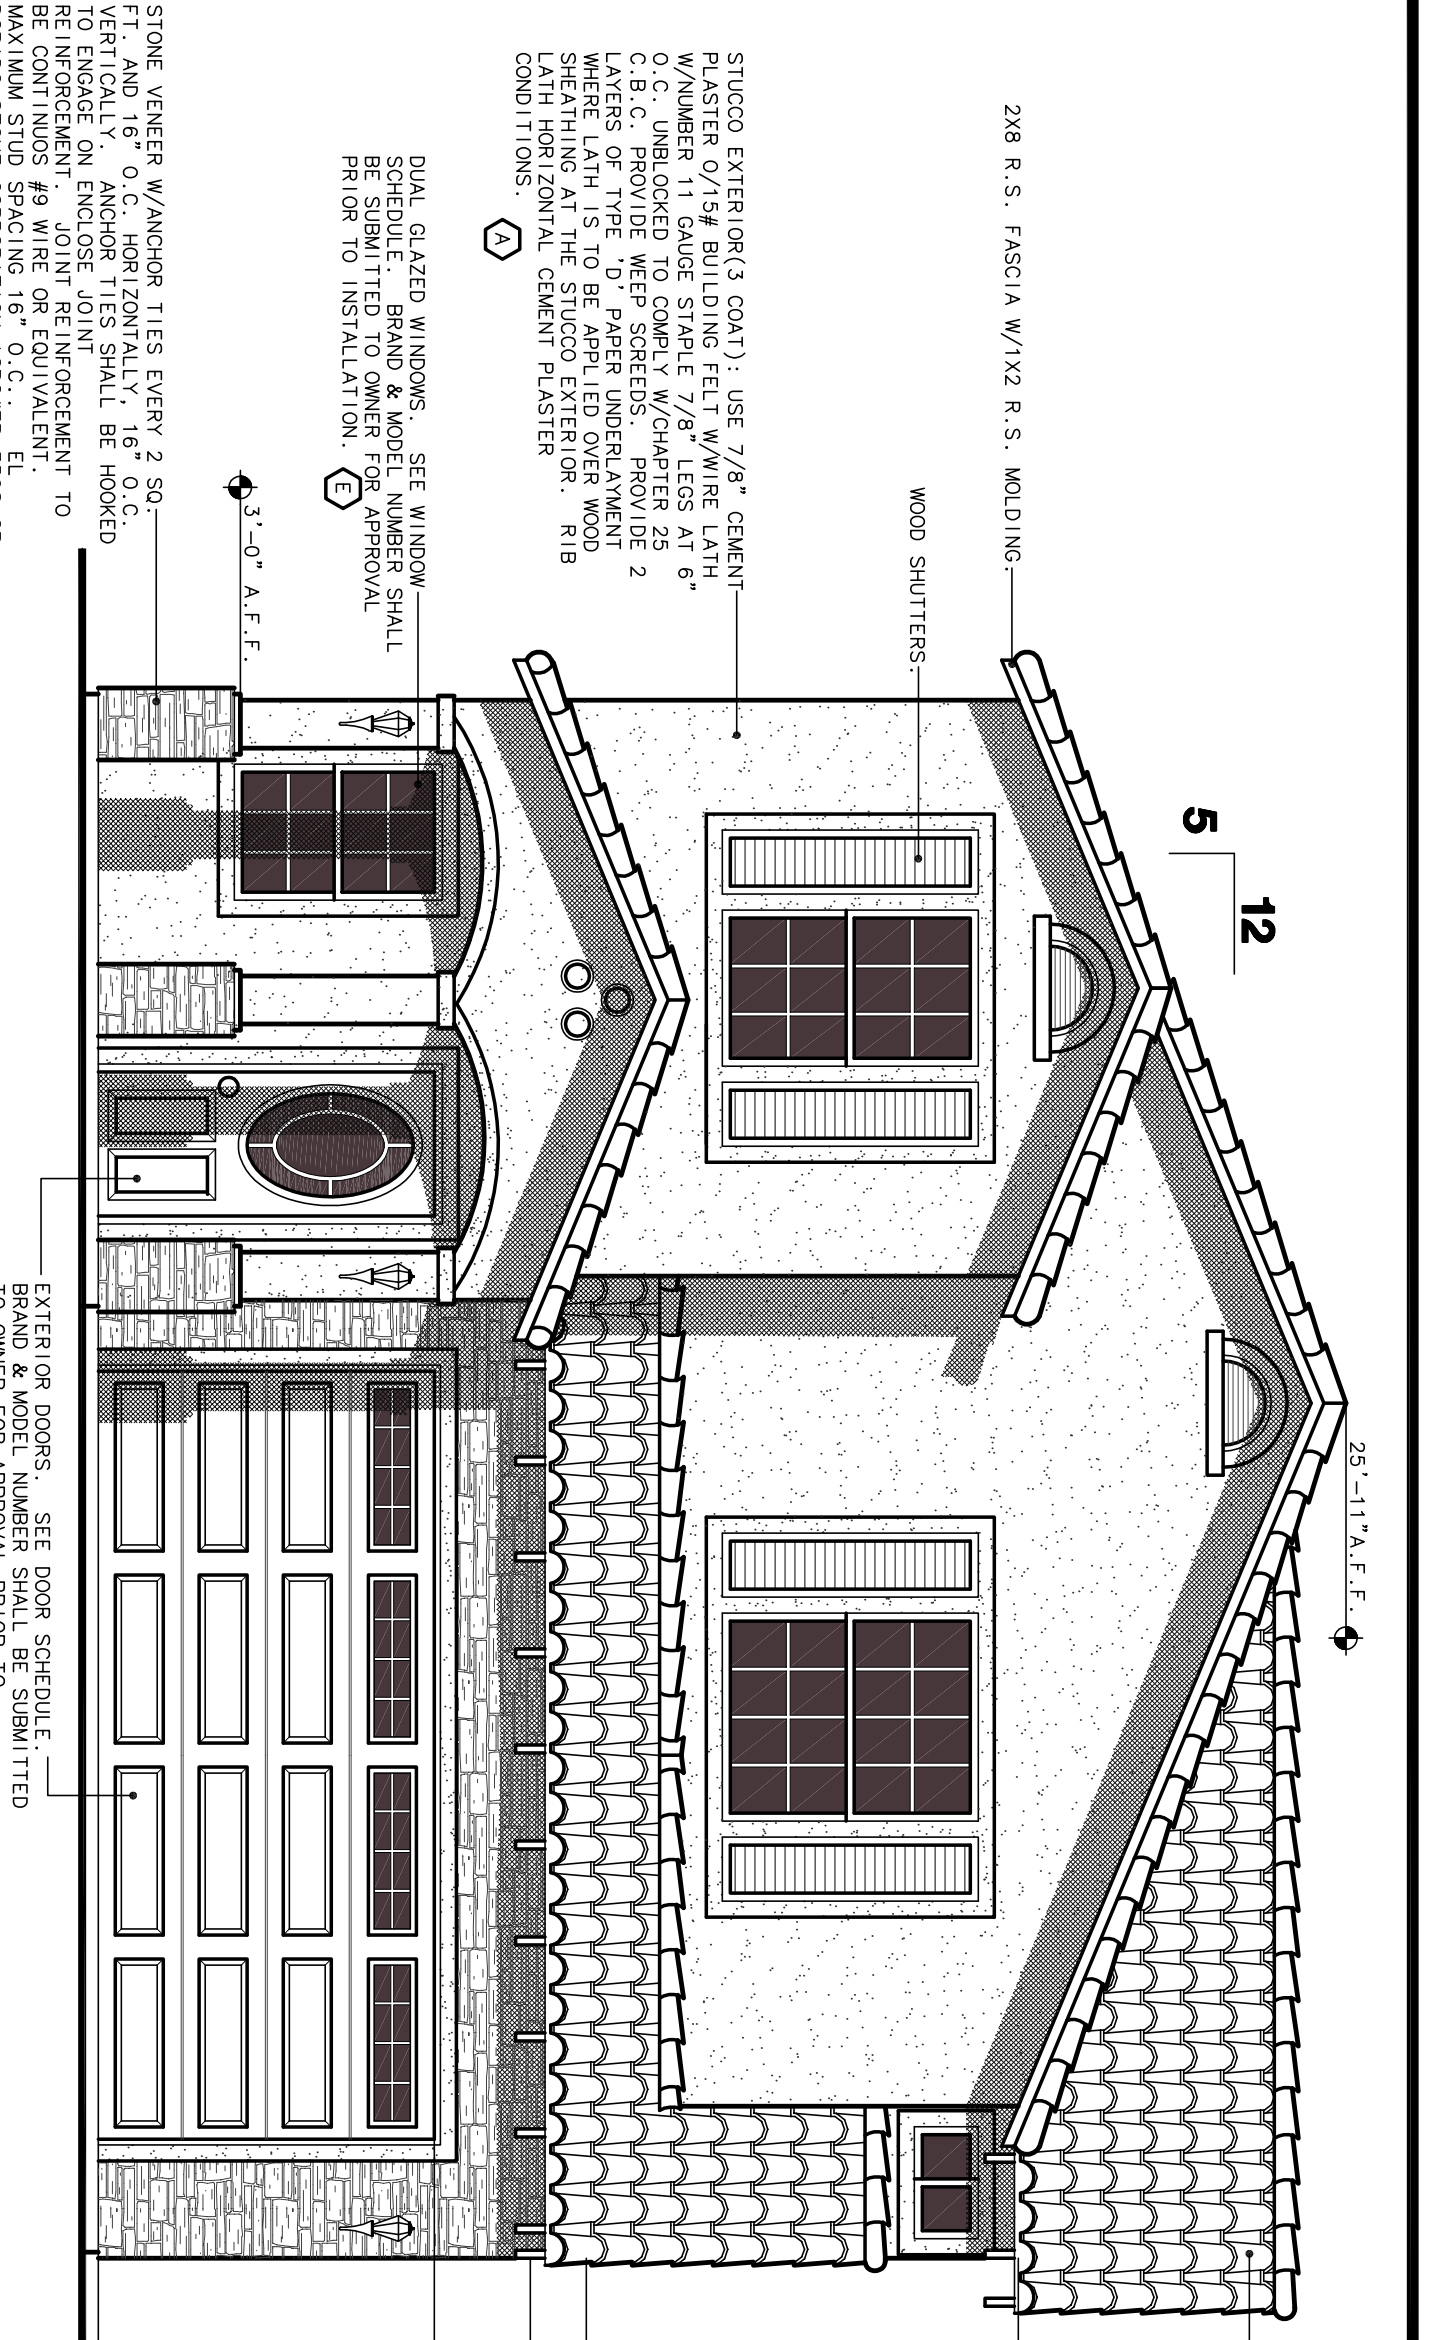 2X8 R.S. FASCIA W/1X2 R.S. MOLDING.
5
12
25'-11"A.F.F.
WOOD SHUTTERS.
STUCCO EXTERIOR(3 COAT): USE 7/8" CEMENT
PLASTER O/15# BUILDING FELT W/WIRE LATH
W/NUMBER 11 GAUGE STAPLE 7/8" LEGS AT 6"
O.C. UNBLOCKED TO COMPLY W/CHAPTER 25
C.B.C. PROVIDE WEEP SCREEDS. PROVIDE 2
LAYERS OF TYPE 'D' PAPER UNDERLAYMENT
WHERE LATH IS TO BE APPLIED OVER WOOD
SHEATHING AT THE STUCCO EXTERIOR. RIB
LATH HORIZONTAL CEMENT PLASTER
CONDITIONS.
A
DUAL GLAZED WINDOWS. SEE WINDOW
SCHEDULE. BRAND & MODEL NUMBER SHALL
BE SUBMITTED TO OWNER FOR APPROVAL
PRIOR TO INSTALLATION.
E
3'-0" A.F.F.
STONE VENEER W/ANCHOR TIES EVERY 2 SQ.
FT. AND 16" O.C. HORIZONTALLY, 16" O.C.
VERTICALLY. ANCHOR TIES SHALL BE HOOKED
TO ENGAGE ON ENCLOSE JOINT
REINFORCEMENT. JOINT REINFORCEMENT TO
BE CONTINUOS #9 WIRE OR EQUIVALENT.
MAXIMUM STUD SPACING 16" O.C.. EL
EXTERIOR DOORS. SEE DOOR SCHEDULE.
BRAND & MODEL NUMBER SHALL BE SUBMITTED